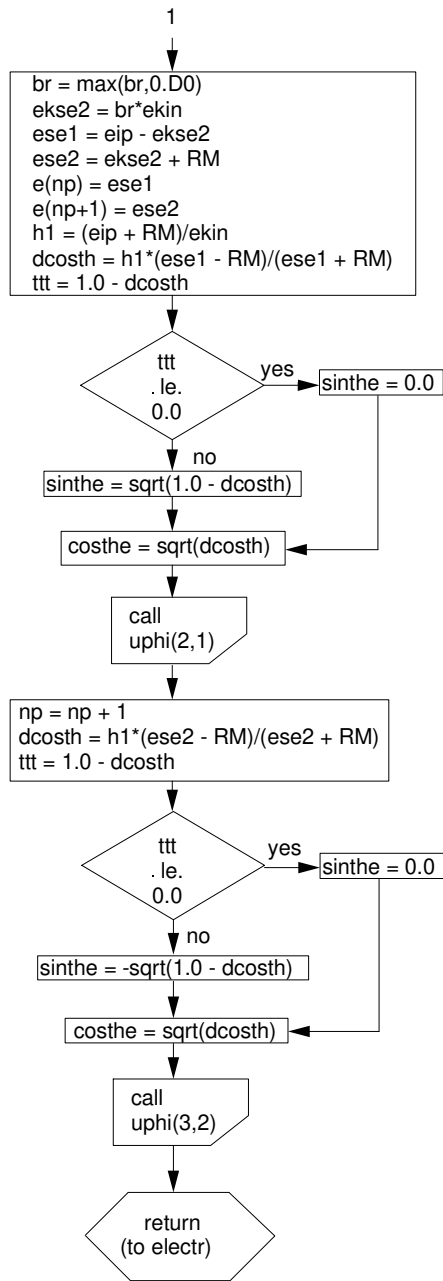 1
br = max(br,0.D0)
ekse2 = br*ekin
ese1 = eip - ekse2
ese2 = ekse2 + RM
e(np) = ese1
e(np+1) = ese2
h1 = (eip + RM)/ekin
dcosth = h1*(ese1 - RM)/(ese1 + RM)
ttt = 1.0 - dcosth
ttt
. le.
0.0
yes
sinthe = 0.0
no
sinthe = sqrt(1.0 - dcosth)
costhe = sqrt(dcosth)
call
uphi(2,1)
np = np + 1
dcosth = h1*(ese2 - RM)/(ese2 + RM)
ttt = 1.0 - dcosth
ttt
. le.
0.0
yes
sinthe = 0.0
no
sinthe = -sqrt(1.0 - dcosth)
costhe = sqrt(dcosth)
call
uphi(3,2)
return
(to electr)